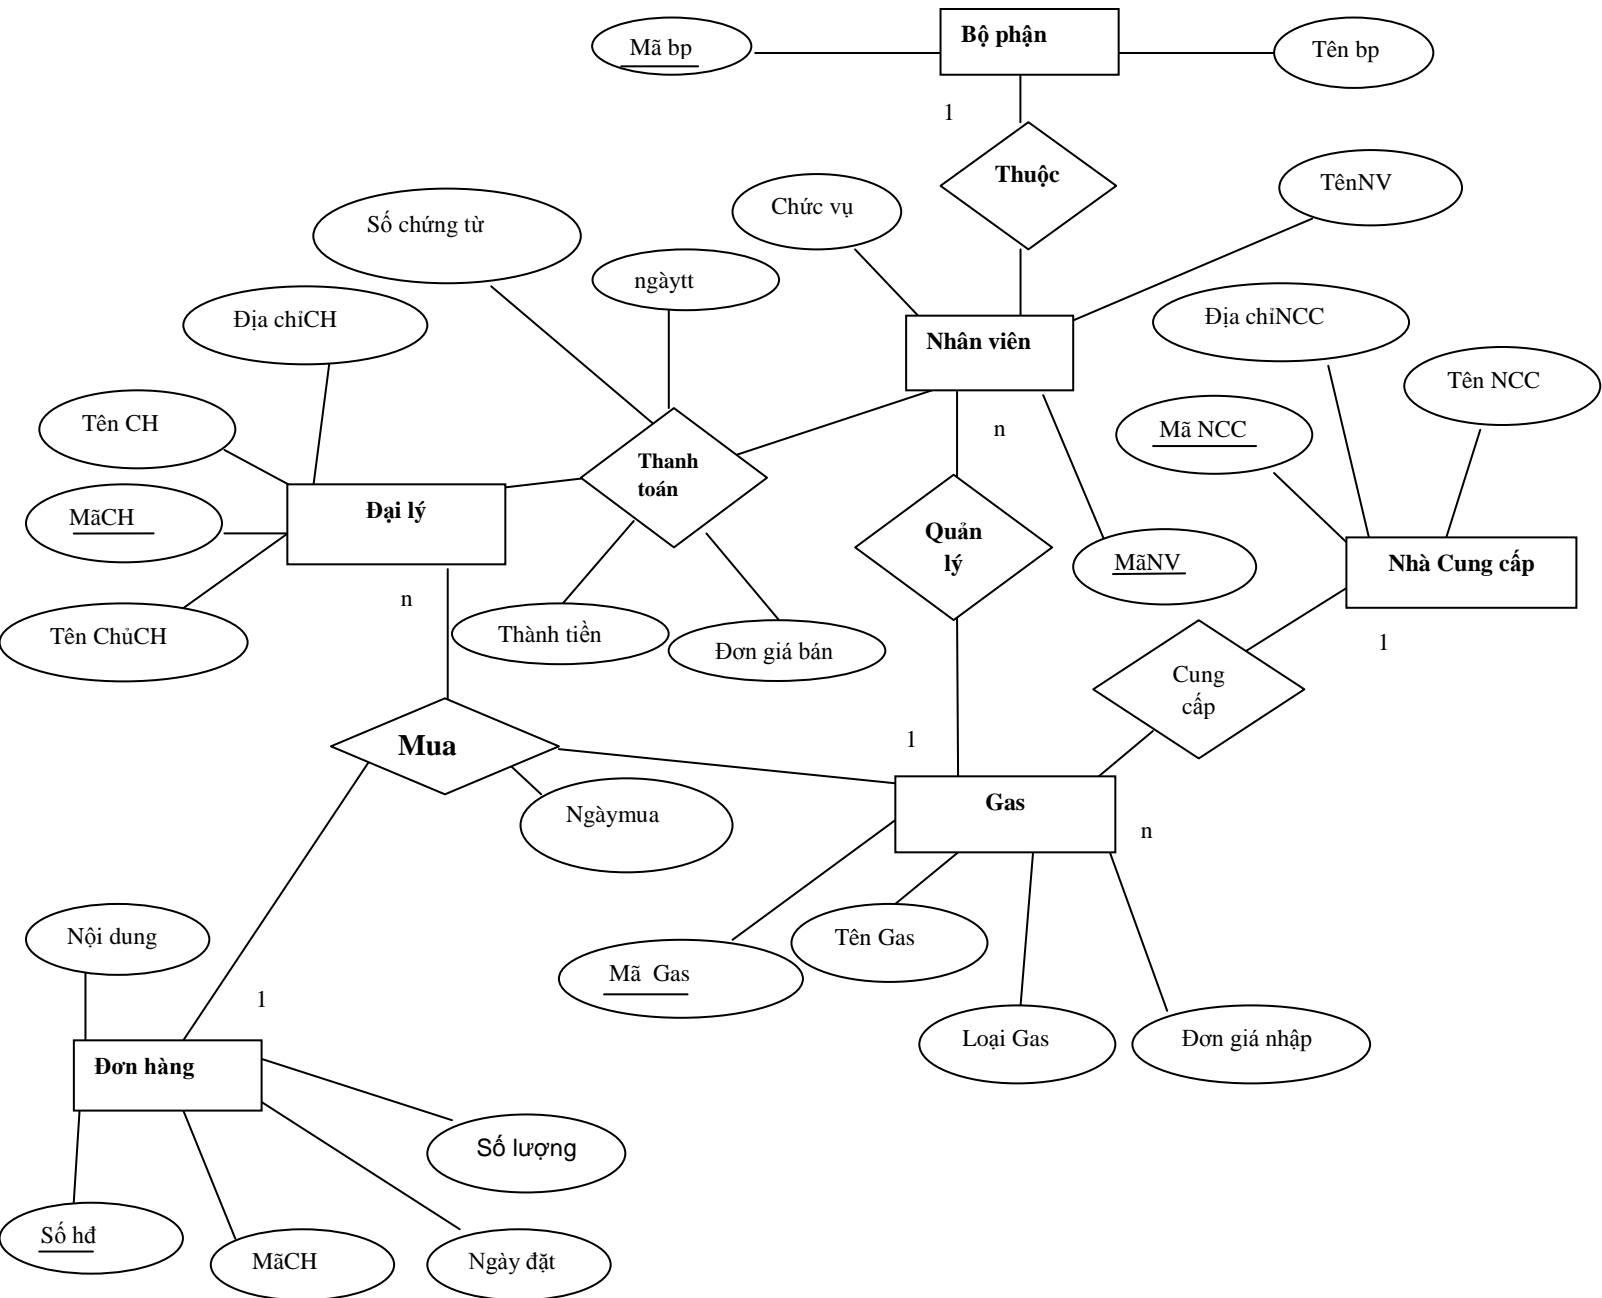 Bộ phận
Mã bp
Tên bp
1
Thuộc
TênNV
Chức vụ
Số chứng từ
ngàytt
Địa chỉCH
Địa chỉNCC
Nhân viên
Tên NCC
Tên CH
n
Mã NCC
Thanh
toán
Đại lý
MãCH
Quản
lý
MãNV
Nhà Cung cấp
n
Tên ChủCH
Thành tiền
Đơn giá bán
1
Cung
cấp
Mua
1
Gas
Ngàymua
n
Nội dung
Tên Gas
Mã  Gas
1
Loại Gas
Đơn giá nhập
Đơn hàng
Số lượng
Số hđ
MãCH
Ngày đặt